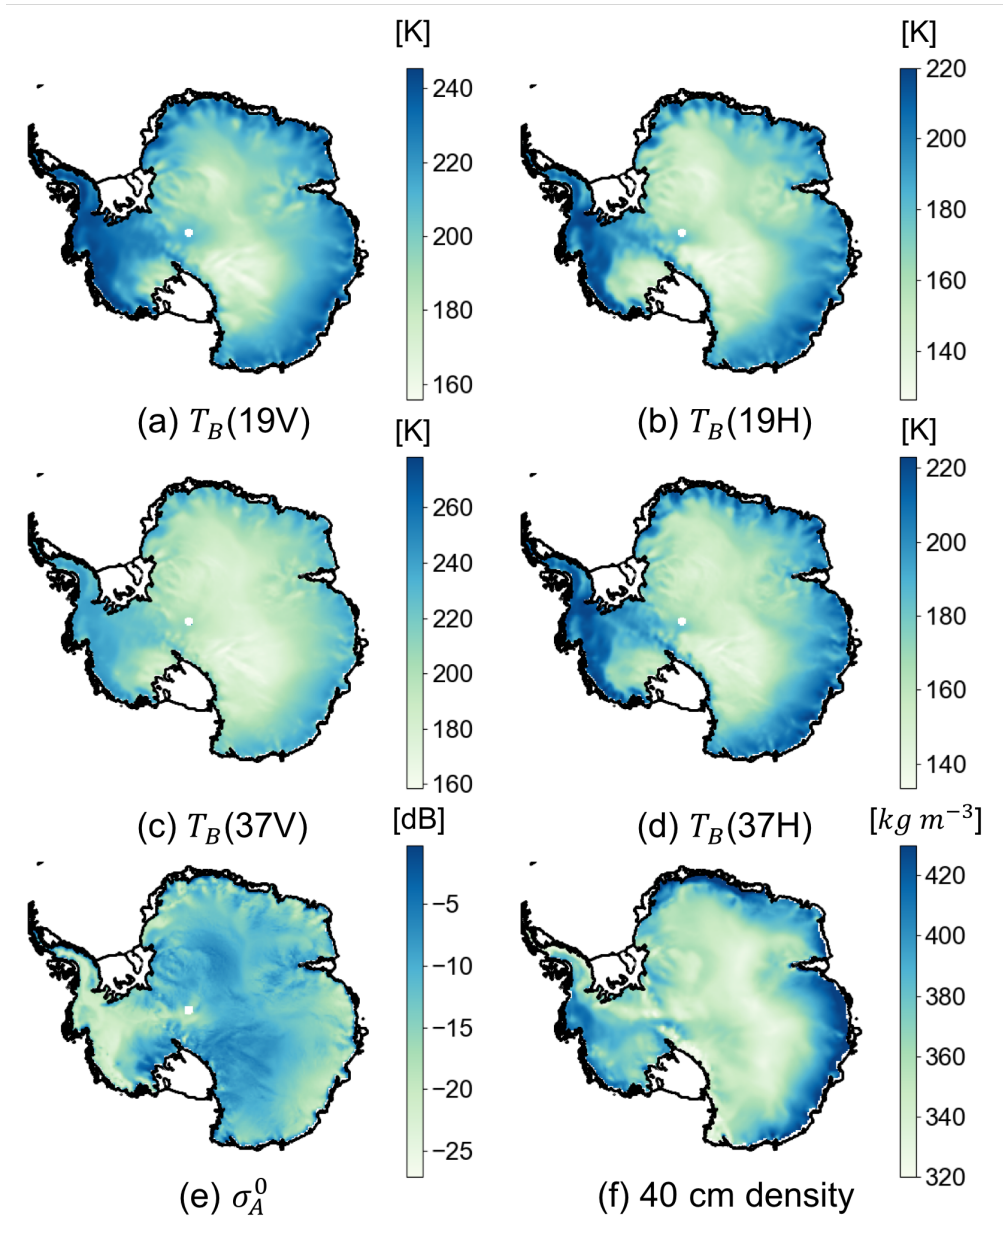 [K]
[K]
240
220
200
180
160
220
200
180
160
140
(a) T_B(19V)
(b) T_B(19H)
[K]
[K]
260
240
220
200
180
160
220
200
180
160
140
(c) T_B(37V)
(d) T_B(37H)
[dB]
[kg m⁻³]
−5
−10
−15
−20
−25
420
400
380
360
340
320
(e) σ_A^0
(f) 40 cm density